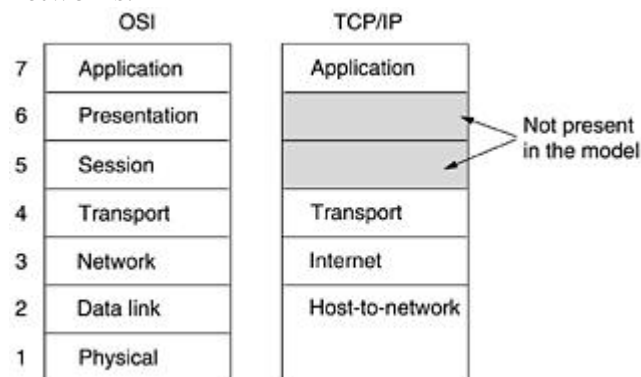 OSI TCP/IP
7 Application Application
6 Presentation
Not present
in the model
5 Session
4 Transport Transport
3 Network Internet
2 Data link Host-to-network
1 Physical